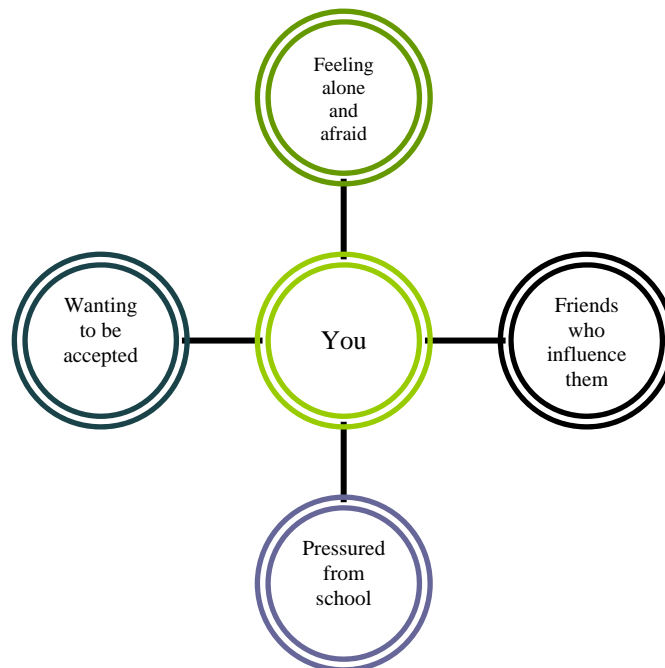 Feeling
alone
and
afraid
Wanting
to be
accepted
You
Friends
who
influence
them
Pressured
from
school